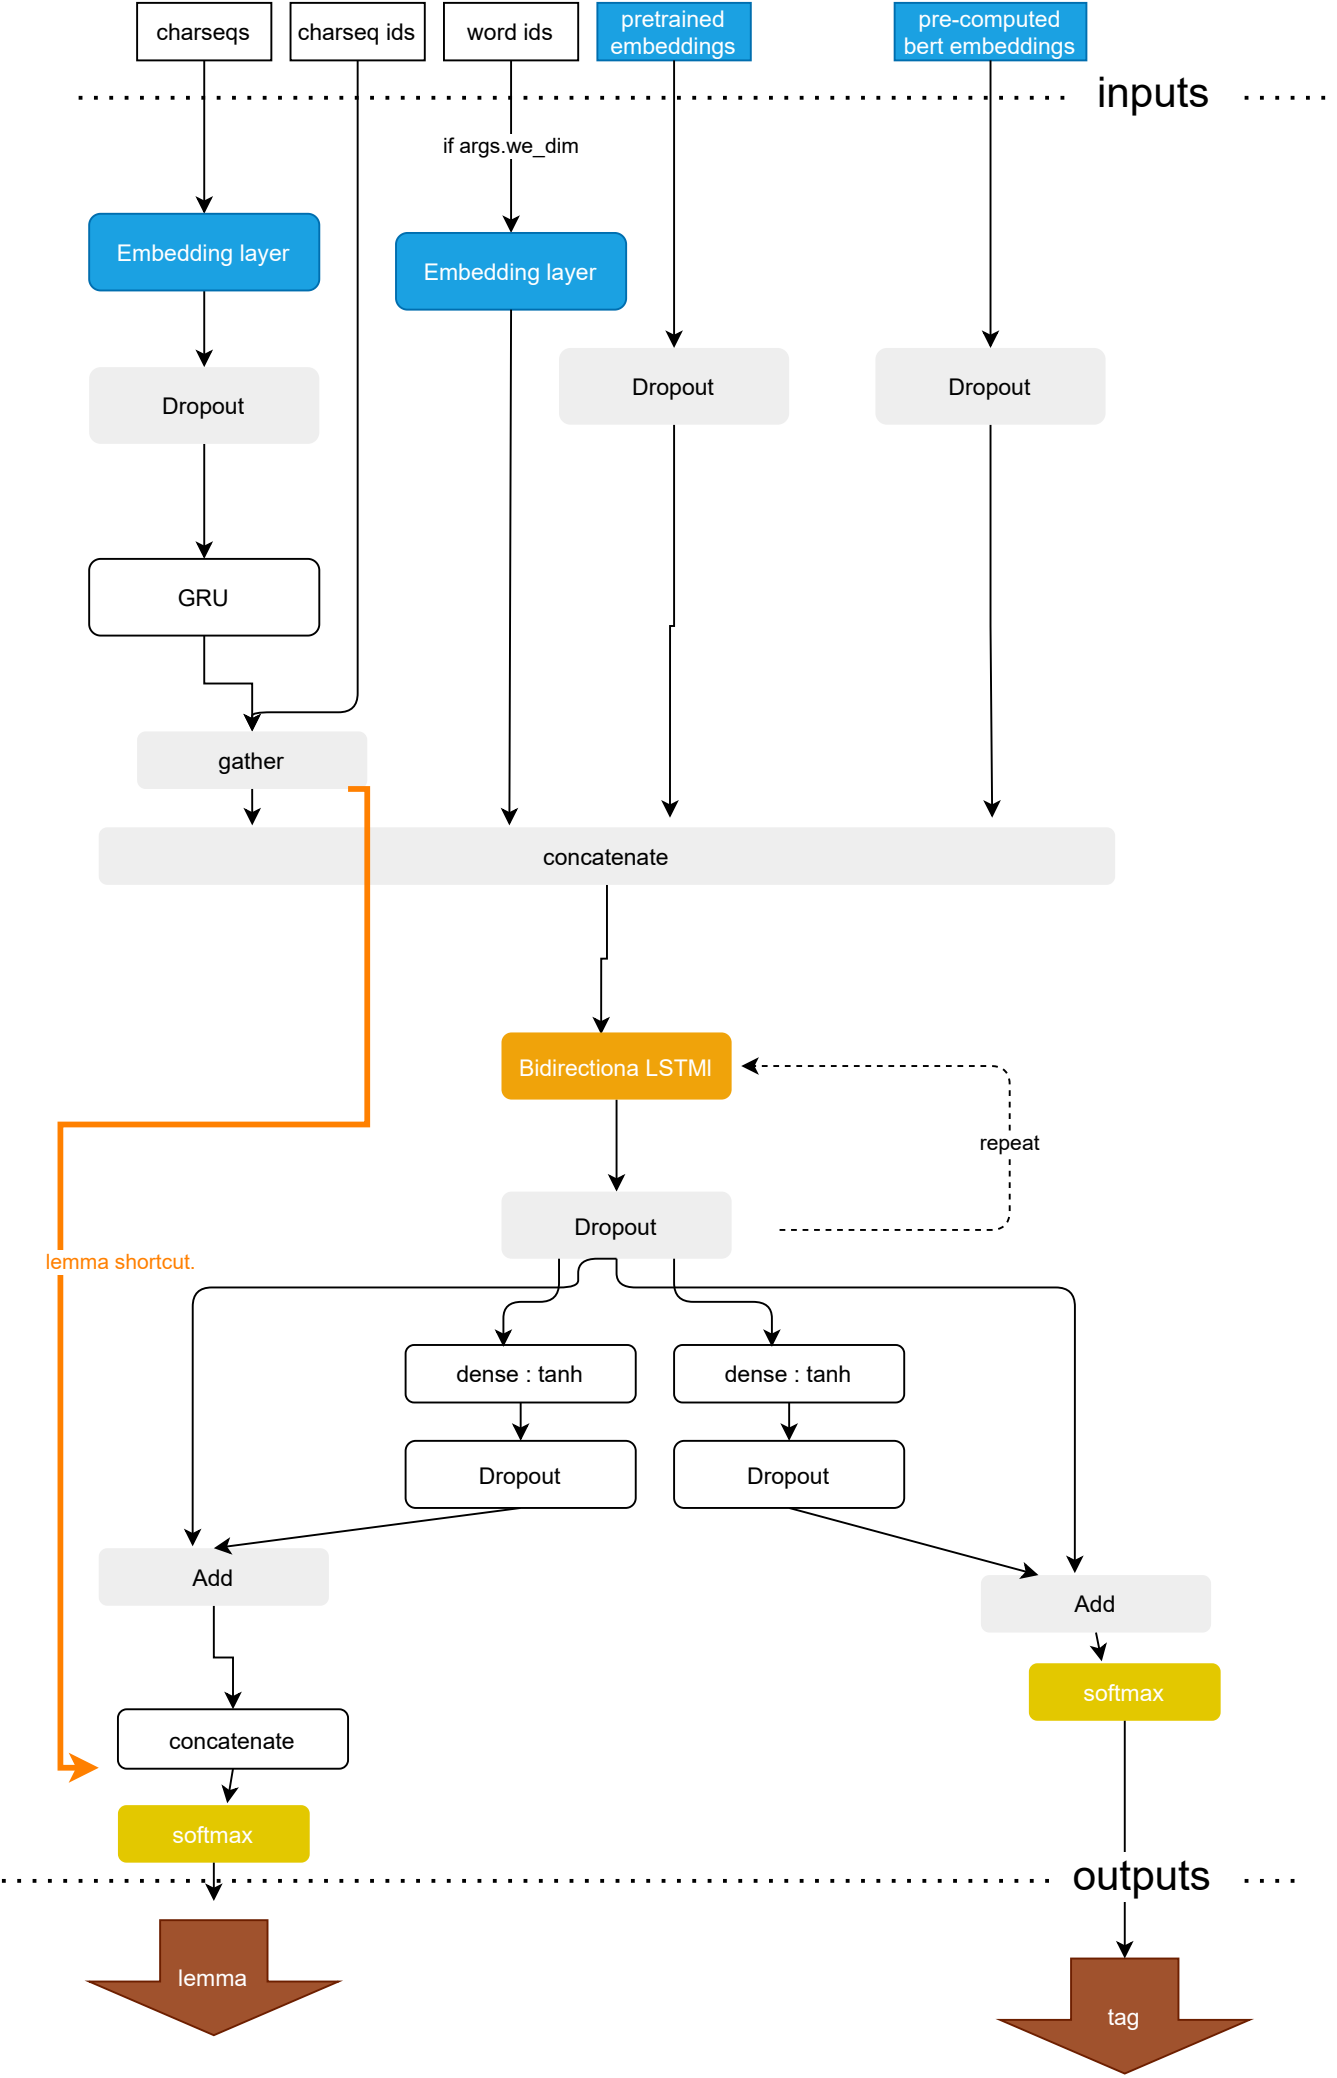 charseqs
charseq ids
word ids
pretrained
embeddings
pre-computed
bert embeddings
inputs
if args.we_dim
Embedding layer
Embedding layer
Dropout
Dropout
Dropout
GRU
gather
concatenate
Bidirectiona LSTMl
repeat
Dropout
lemma shortcut.
dense : tanh
dense : tanh
Dropout
Dropout
Add
Add
softmax
concatenate
softmax
outputs
lemma
tag